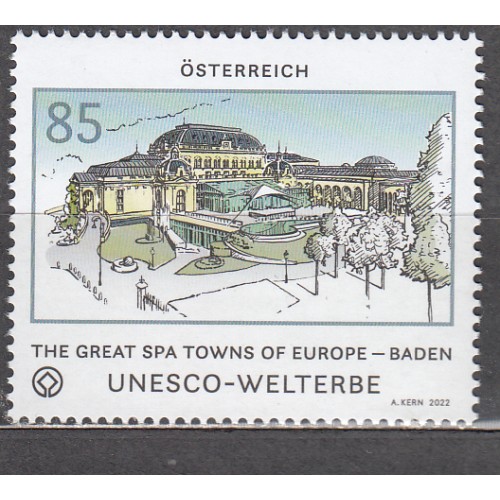 ÖSTERREICH
85
THE GREAT SPA TOWNS OF EUROPE – BADEN
UNESCO-WELTERBE
A. KERN 2022